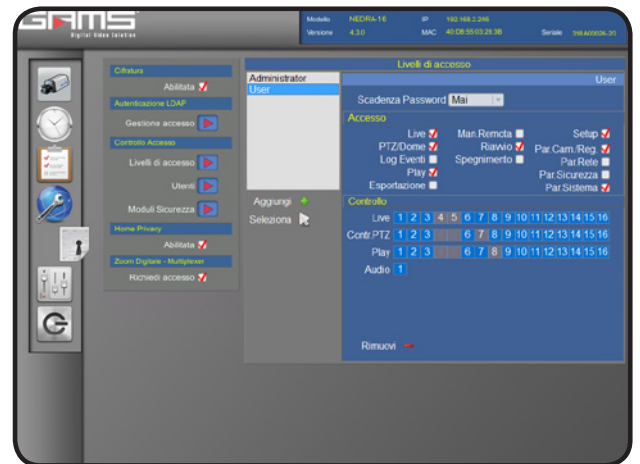 GAMS
Digital Video Solution
Modello NEDRA-16 IP 192.168.2.246
Versione 4.3.0 MAC 40:D8:55:03:28:3B Seriale 316A00026-20
Cifratura
Abilitata
Autenticazione LDAP
Gestione accesso
Controllo Accesso
Livelli di accesso
Utenti
Moduli Sicurezza
Home Privacy
Abilitata
Zoom Digitale - Multiplexer
Richiedi accesso
Livelli di accesso
Administrator
User
Aggiungi
Seleziona
User
Scadenza Password Mai
Accesso
Live Man.Remota Setup
PTZ/Dome Riavvio Par.Cam./Reg.
Log Eventi Spegnimento Par.Rete
Play Par.Sicurezza
Esportazione Par.Sistema
Controllo
Live 1 2 3 4 5 6 7 8 9 10 11 12 13 14 15 16
Contr.PTZ 1 2 3 6 7 8 9 10 11 12 13 14 15 16
Play 1 2 3 6 7 8 9 10 11 12 13 14 15 16
Audio 1
Rimuovi